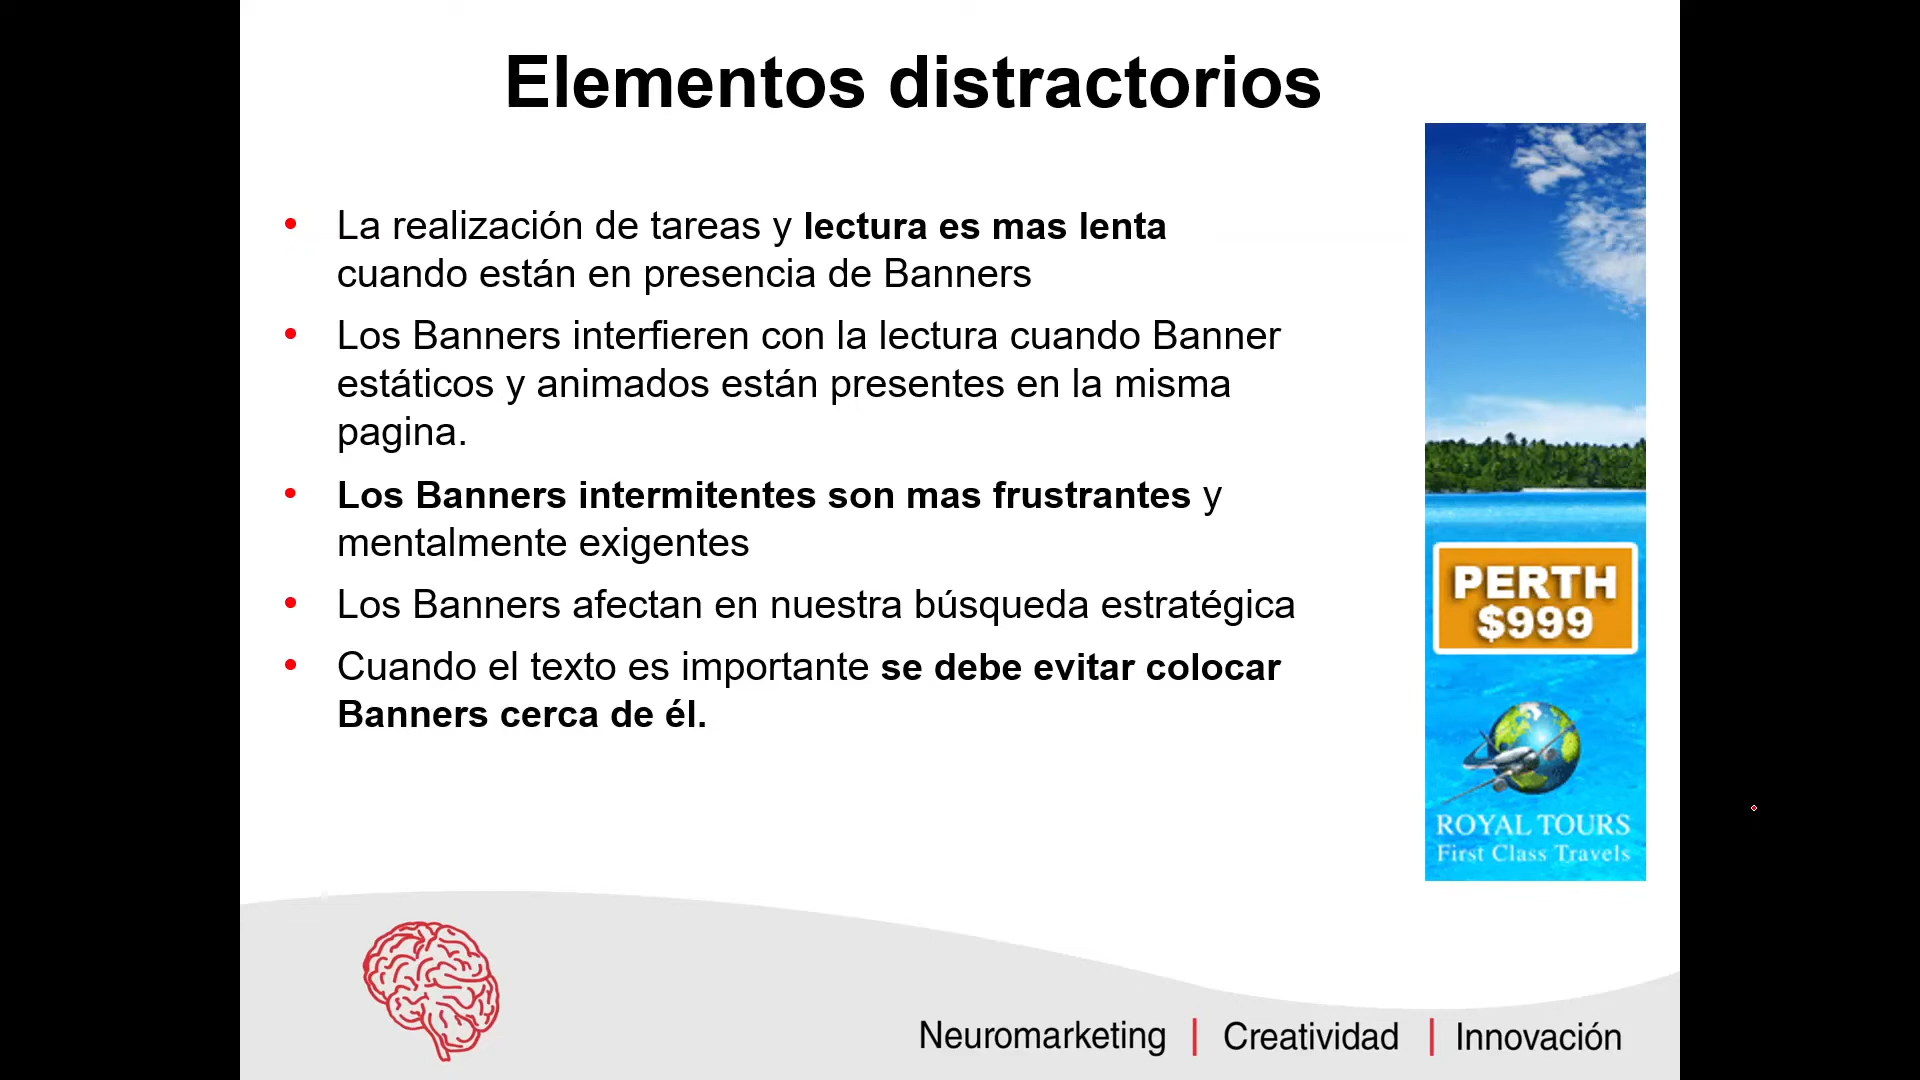 Elementos distractorios
• La realización de tareas y lectura es mas lenta
cuando están en presencia de Banners
• Los Banners interfieren con la lectura cuando Banner
estáticos y animados están presentes en la misma
pagina.
• Los Banners intermitentes son mas frustrantes y
mentalmente exigentes
• Los Banners afectan en nuestra búsqueda estratégica
• Cuando el texto es importante se debe evitar colocar
Banners cerca de él.
PERTH
$999
ROYAL TOURS
First Class Travels
Neuromarketing | Creatividad | Innovación